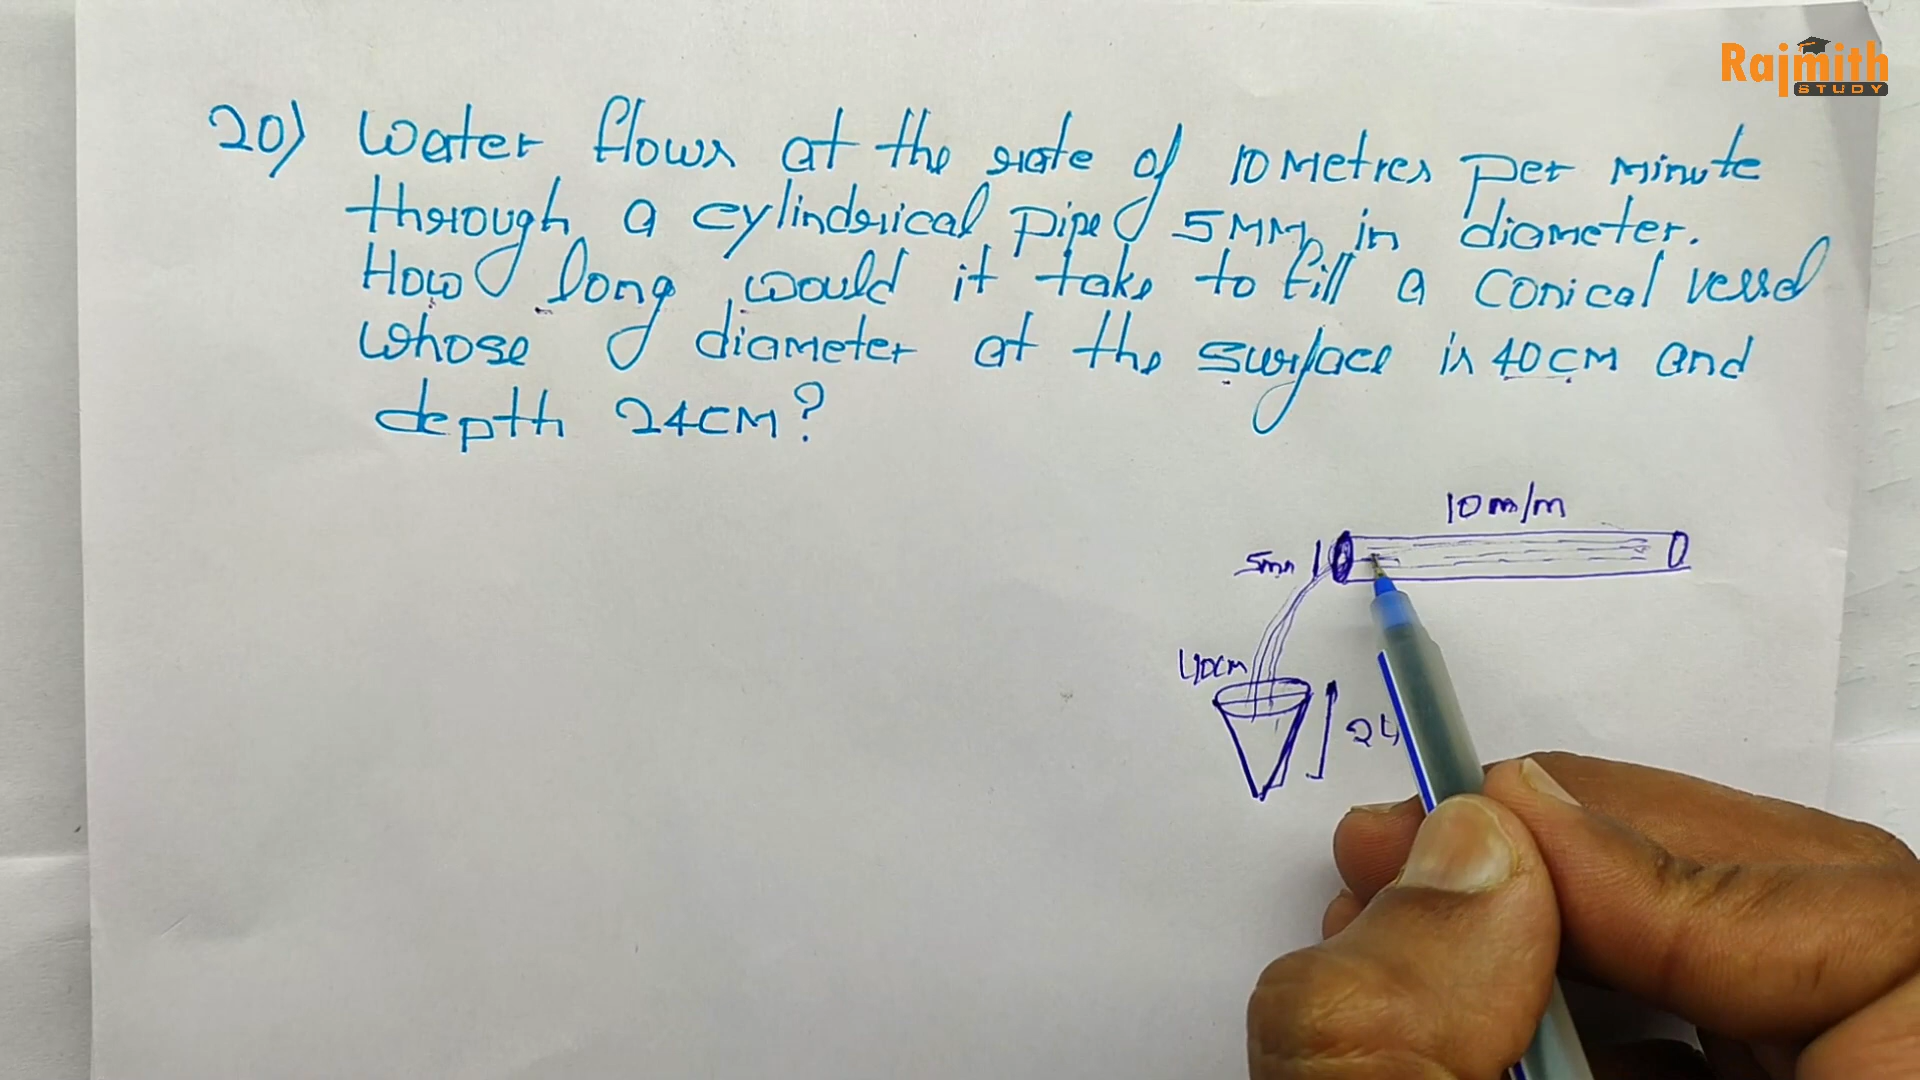 Rajmith
STUDY
20) Water flows at the rate of 10 Metres per minute
through a cylinderical pipe 5MM in diameter.
How long would it take to fill a conical vessel
whose diameter at the surface is 40CM and
depth 24CM?
10m/m
5mm
40cm
24